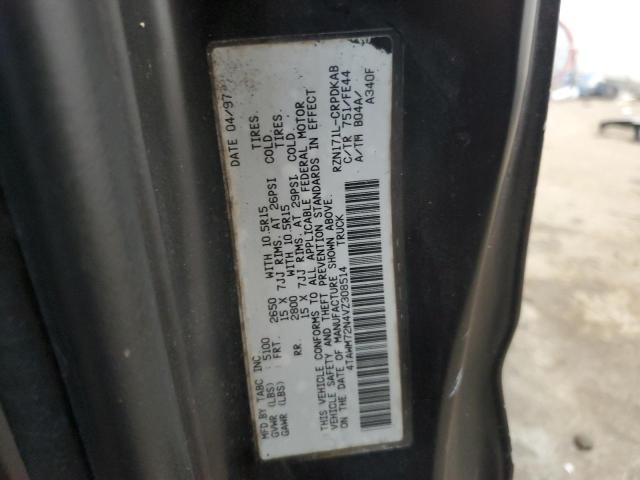 MFD.BY TABC INC DATE 04/97
GVWR (LBS) : 5100
GAWR (LBS) : FRT. 2650 WITH 10.5R15 TIRES.
15 X 7JJ RIMS. AT 26PSI COLD.
RR. 2800 WITH 10.5R15 TIRES.
15 X 7JJ RIMS. AT 29PSI COLD.
THIS VEHICLE CONFORMS TO ALL APPLICABLE FEDERAL MOTOR
VEHICLE SAFETY AND THEFT PREVENTION STANDARDS IN EFFECT
ON THE DATE OF MANUFACTURE SHOWN ABOVE.
4TAWM72N4VZ308514 TRUCK
RZN171L-CRPDKAB
C/TR 751/FE44
A/TM B04A/
A340F